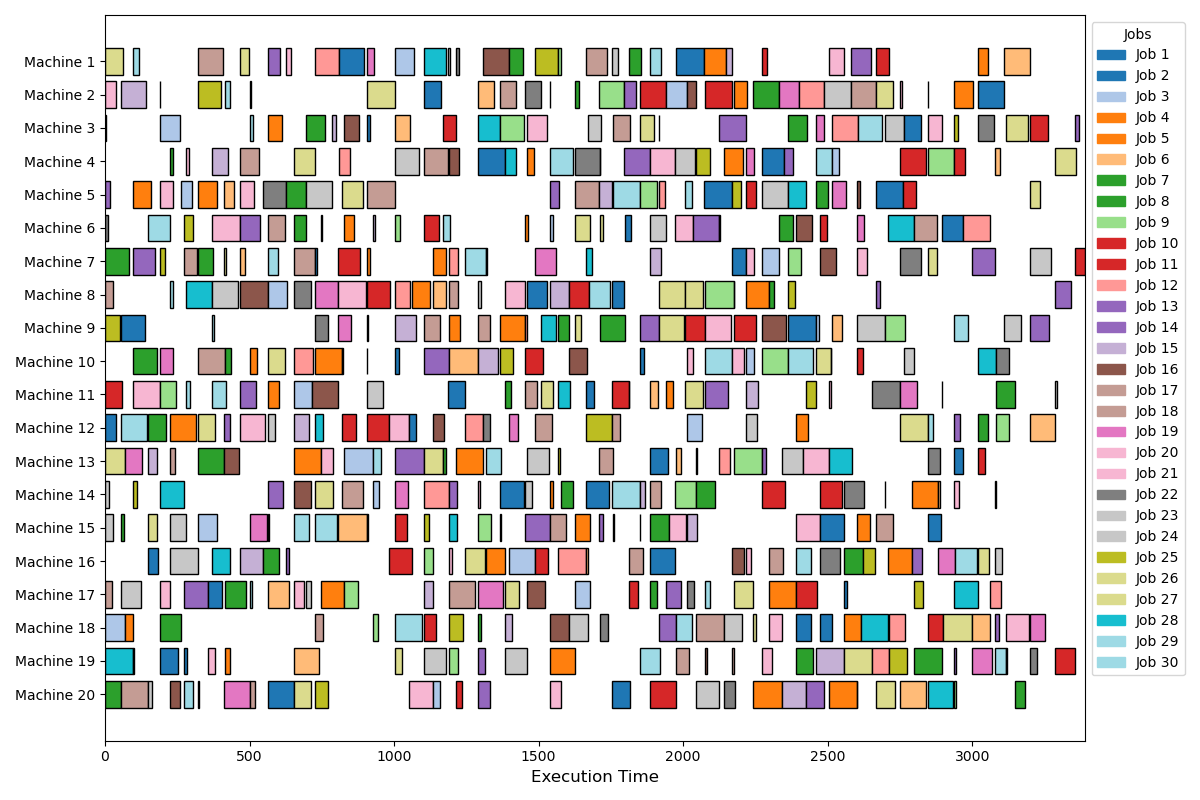 Machine 1
Machine 2
Machine 3
Machine 4
Machine 5
Machine 6
Machine 7
Machine 8
Machine 9
Machine 10
Machine 11
Machine 12
Machine 13
Machine 14
Machine 15
Machine 16
Machine 17
Machine 18
Machine 19
Machine 20
0 500 1000 1500 2000 2500 3000
Execution Time
Jobs
Job 1
Job 2
Job 3
Job 4
Job 5
Job 6
Job 7
Job 8
Job 9
Job 10
Job 11
Job 12
Job 13
Job 14
Job 15
Job 16
Job 17
Job 18
Job 19
Job 20
Job 21
Job 22
Job 23
Job 24
Job 25
Job 26
Job 27
Job 28
Job 29
Job 30